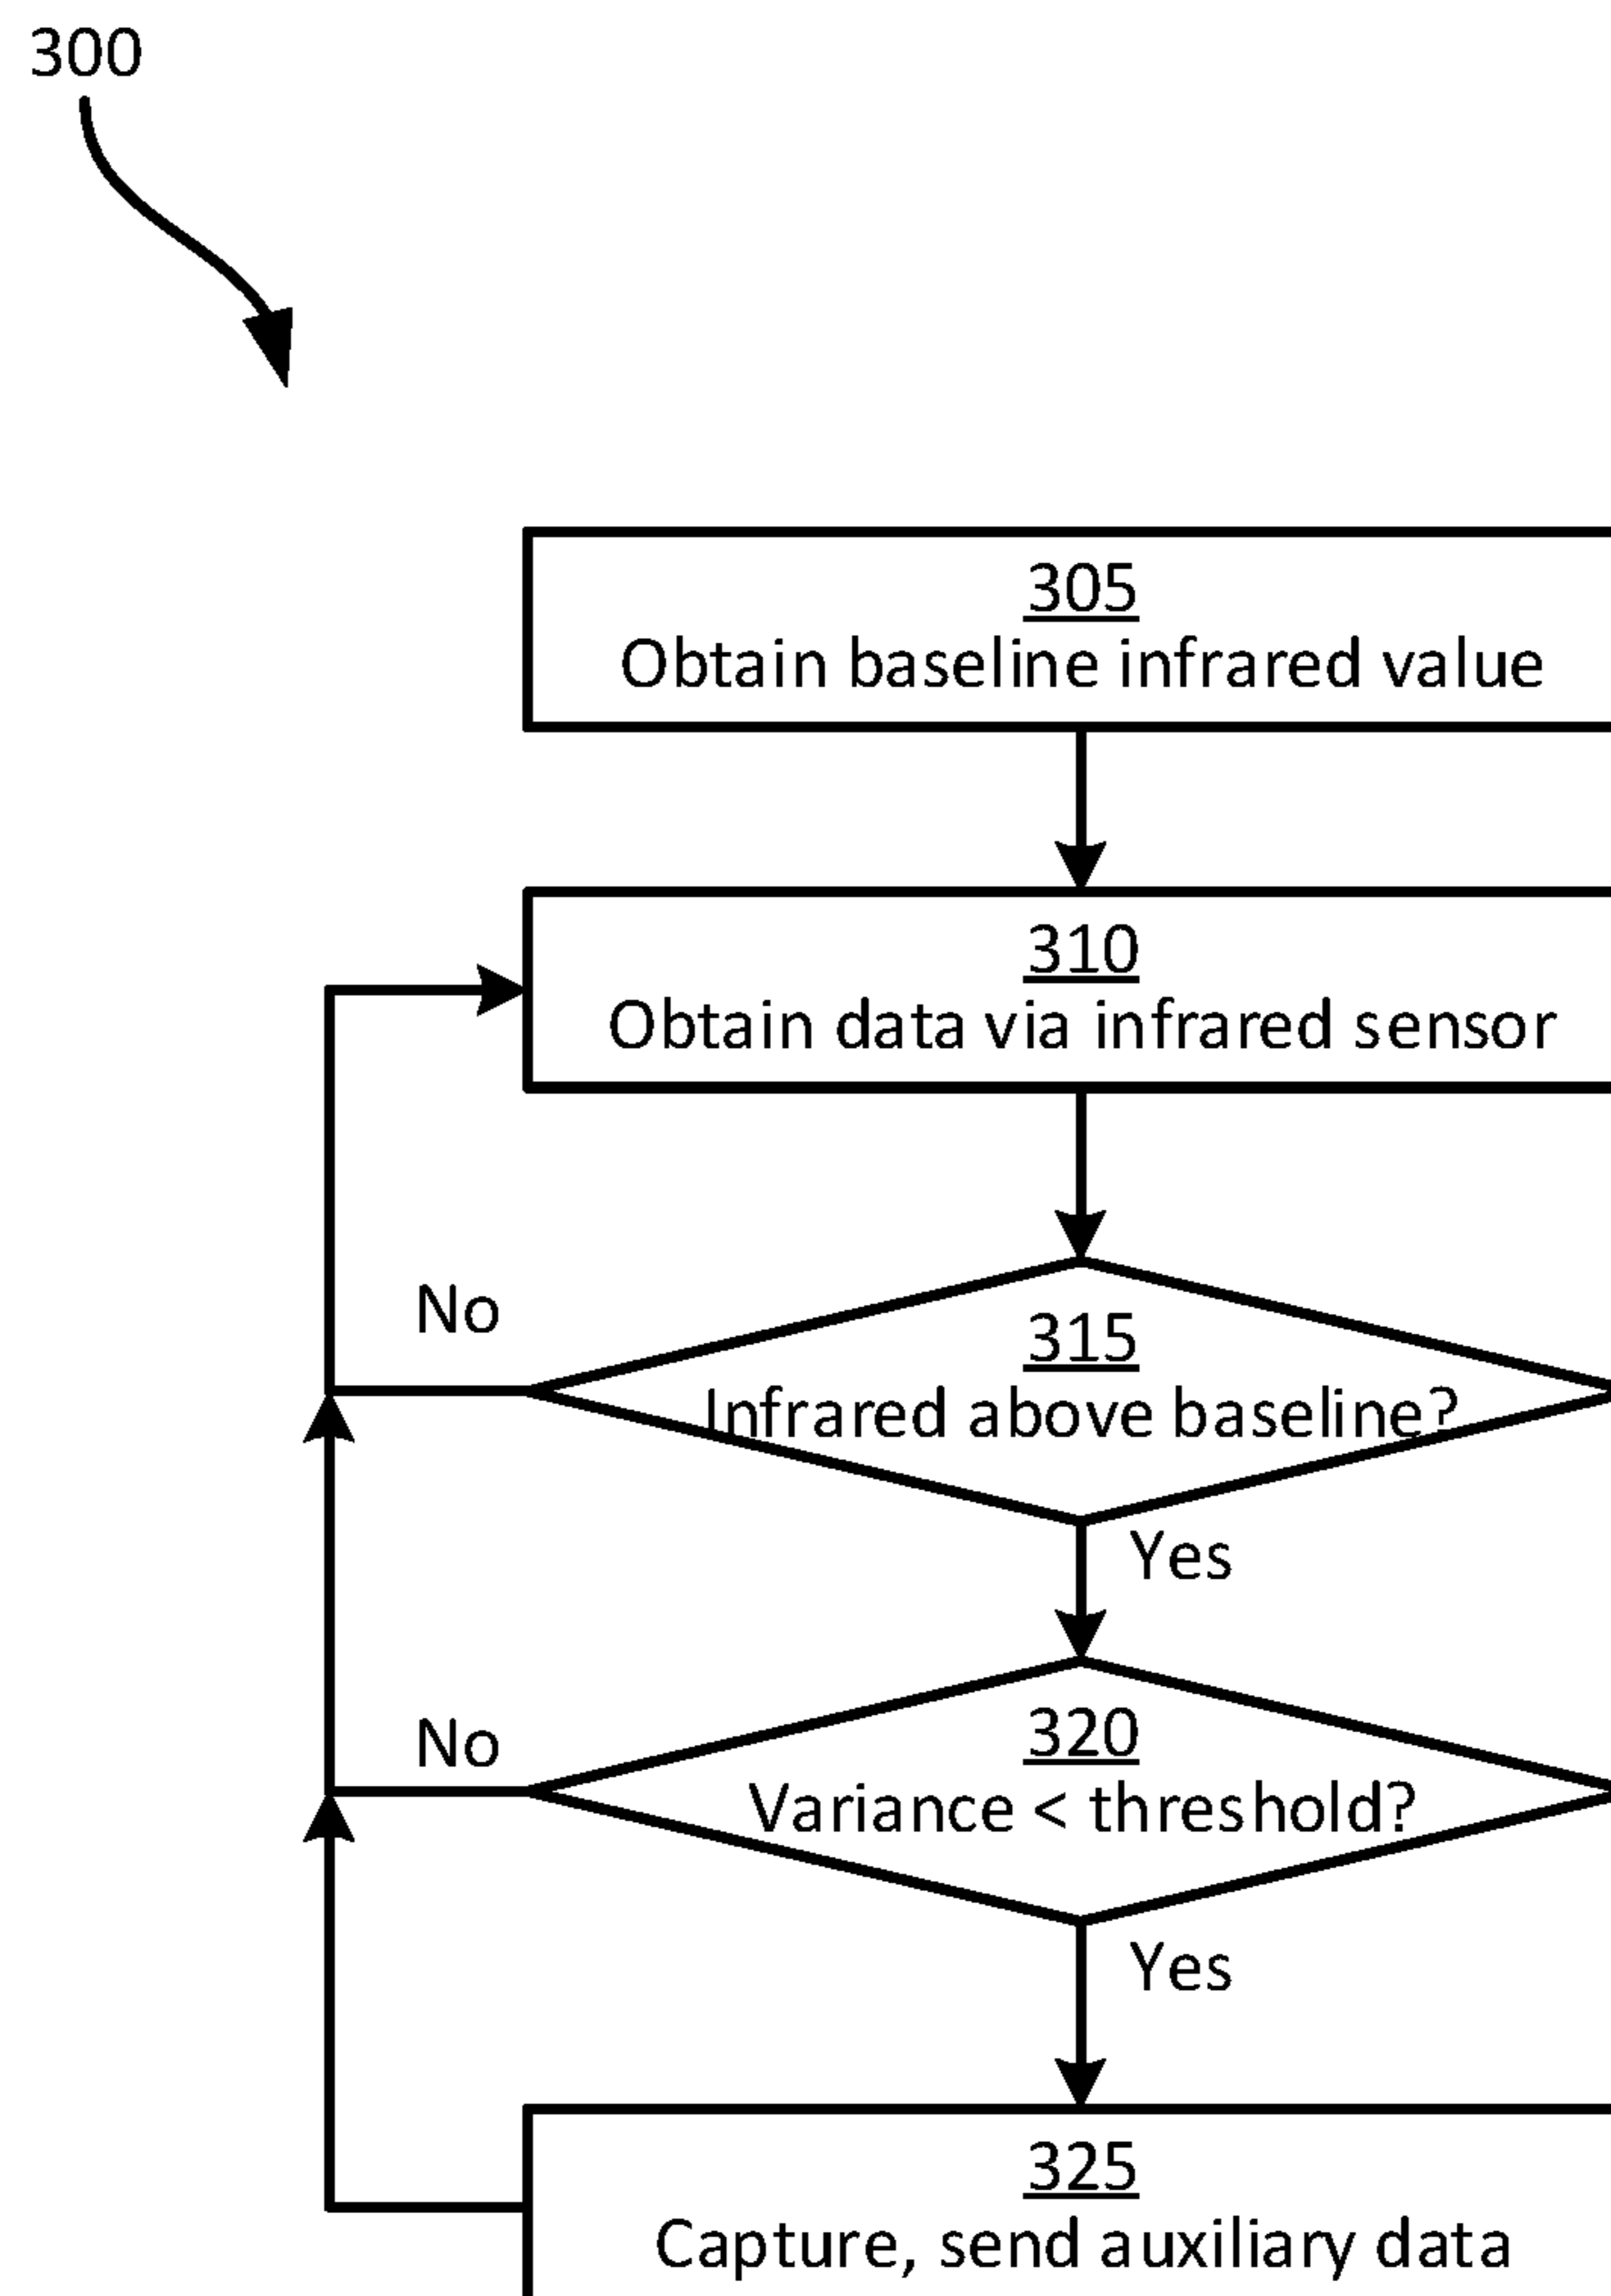 300
305
Obtain baseline infrared value
310
Obtain data via infrared sensor
No
315
Infrared above baseline?
Yes
No
320
Variance < threshold?
Yes
325
Capture, send auxiliary data